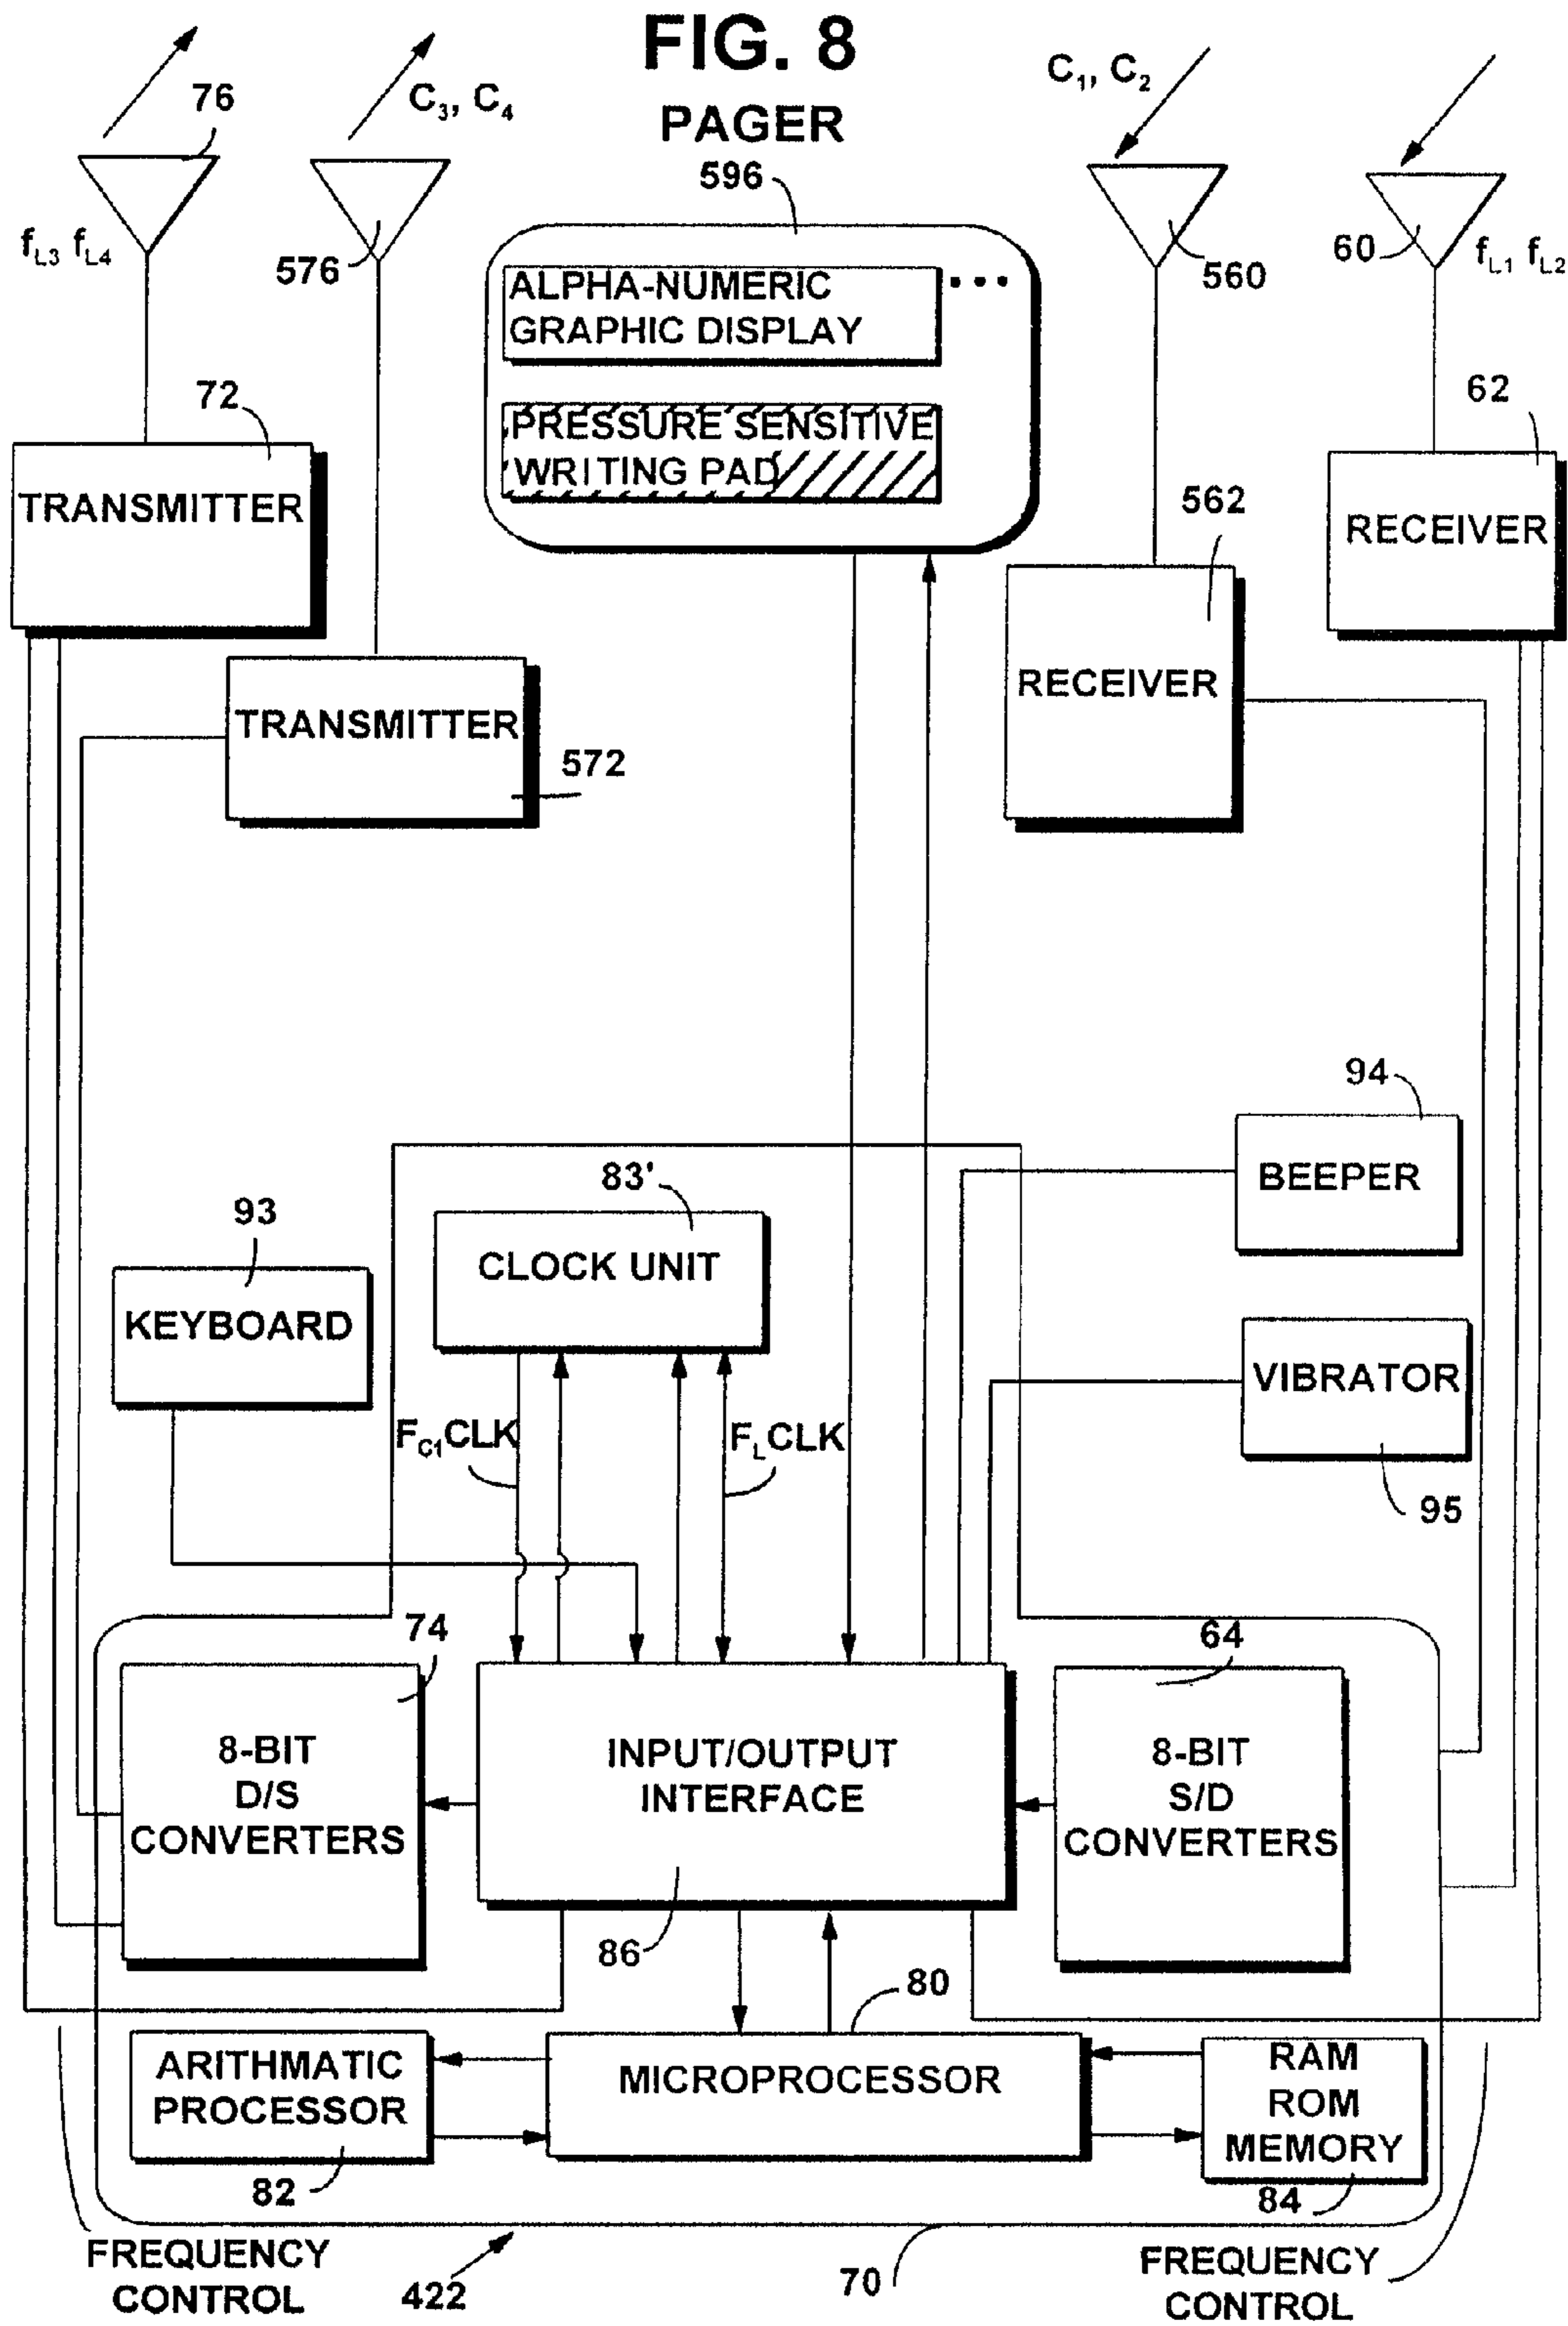 FIG. 8
PAGER
76
C₃, C₄
C₁, C₂
596
fL3 fL4
576
560
60
fL1 fL2
ALPHA-NUMERIC
GRAPHIC DISPLAY
...
PRESSURE SENSITIVE
WRITING PAD
72
TRANSMITTER
562
62
RECEIVER
TRANSMITTER
572
RECEIVER
94
BEEPER
83'
CLOCK UNIT
93
KEYBOARD
VIBRATOR
95
FC1CLK
FLCLK
74
8-BIT
D/S
CONVERTERS
INPUT/OUTPUT
INTERFACE
86
64
8-BIT
S/D
CONVERTERS
80
ARITHMATIC
PROCESSOR
82
MICROPROCESSOR
RAM
ROM
MEMORY
84
FREQUENCY
CONTROL
422
70
FREQUENCY
CONTROL